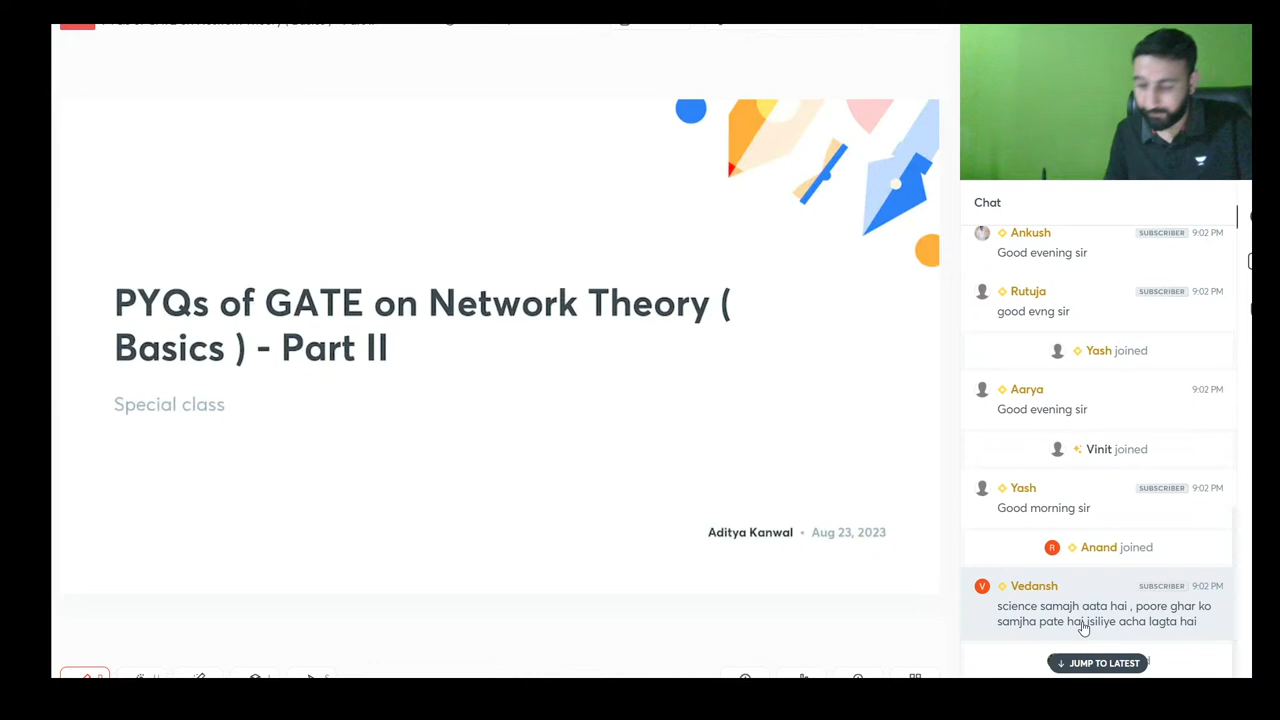 PYQs of GATE on Network Theory (
Basics ) - Part II
Special class
Aditya Kanwal • Aug 23, 2023
Chat
Ankush SUBSCRIBER 9:02 PM
Good evening sir
Rutuja SUBSCRIBER 9:02 PM
good evng sir
Yash joined
Aarya 9:02 PM
Good evening sir
Vinit joined
Yash SUBSCRIBER 9:02 PM
Good morning sir
R Anand joined
V Vedansh SUBSCRIBER 9:02 PM
science samajh aata hai , poore ghar ko
samjha pate hai isiliye acha lagta hai
↓ JUMP TO LATEST